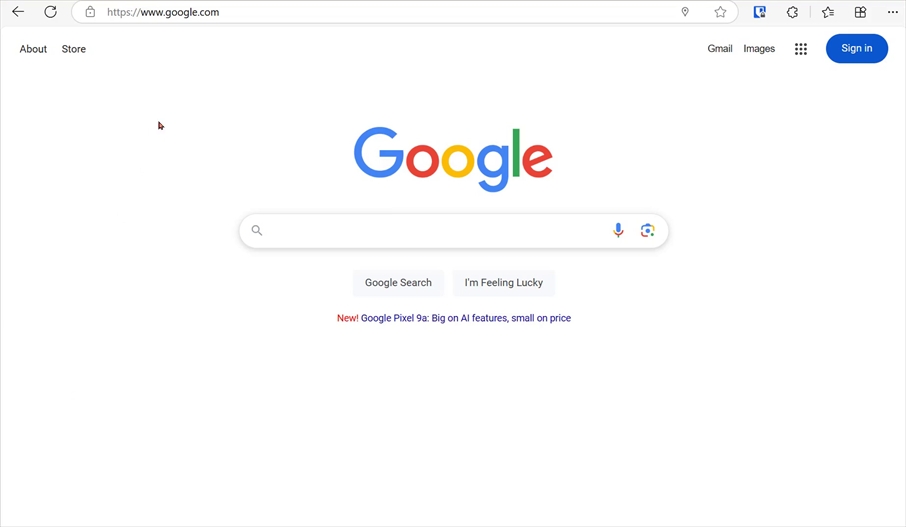 https://www.google.com
About Store Gmail Images Sign in
Google
Google Search I'm Feeling Lucky
New! Google Pixel 9a: Big on AI features, small on price